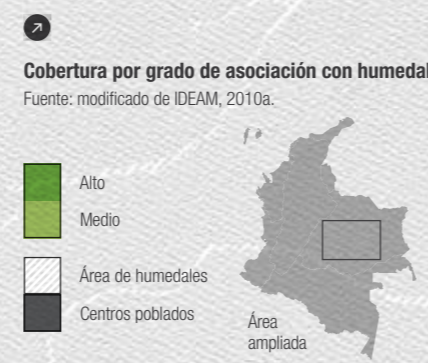 Cobertura por grado de asociación con humedal
Fuente: modificado de IDEAM, 2010a.
Alto
Medio
Área de humedales
Centros poblados
Área
ampliada